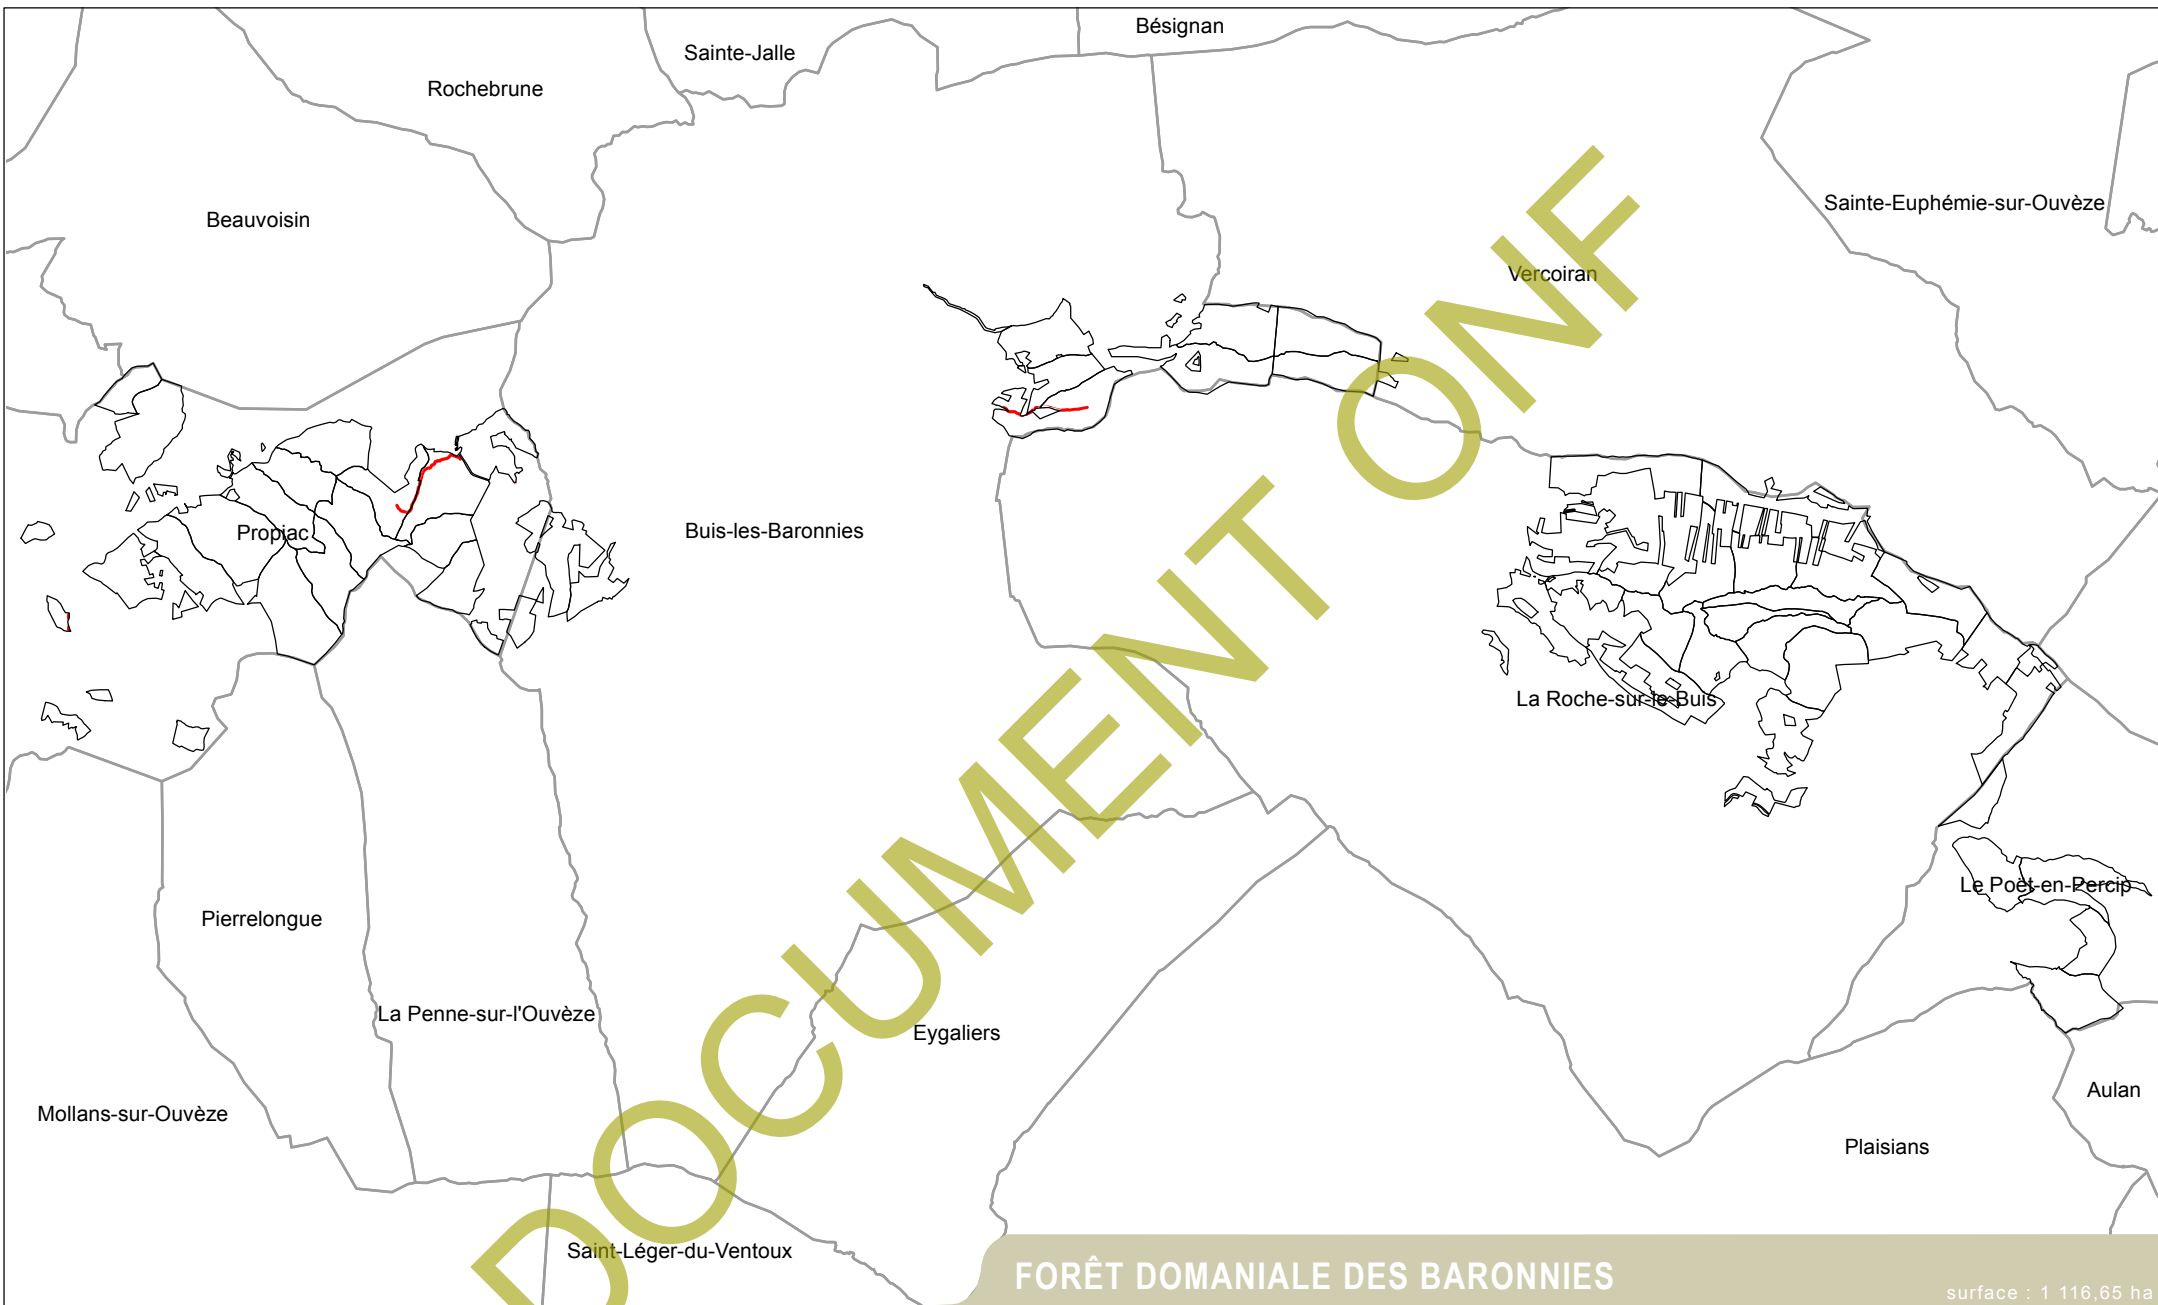 Bésignan
Sainte-Jalle
Rochebrune
Sainte-Euphémie-sur-Ouvèze
Beauvoisin
Vercoiran
Buis-les-Baronnies
Propiac
La Roche-sur-le-Buis
Le Poët-en-Percip
Pierrelongue
La Penne-sur-l'Ouvèze
Eygaliers
Aulan
Mollans-sur-Ouvèze
Plaisians
Saint-Léger-du-Ventoux
DOCUMENT ONF
FORÊT DOMANIALE DES BARONNIES
surface : 1 116,65 ha